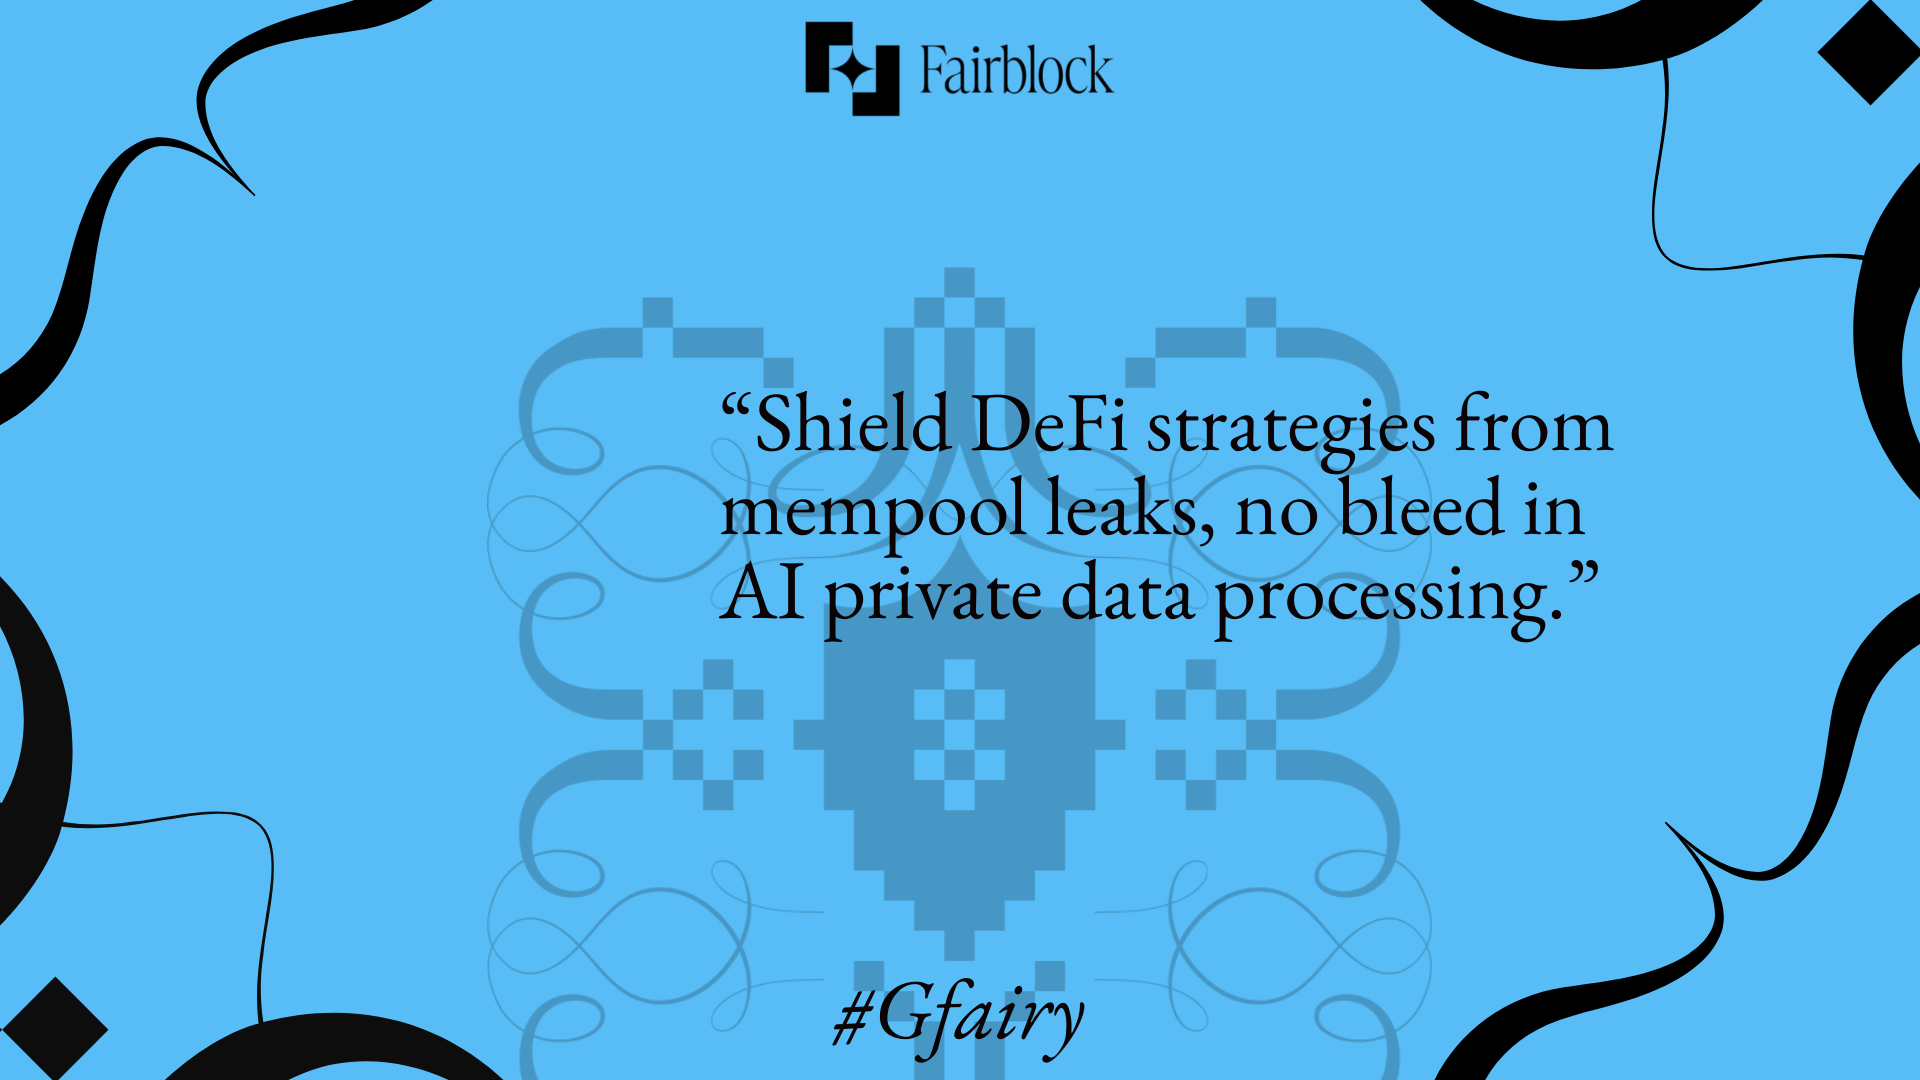 Fairblock
“Shield DeFi strategies from
mempool leaks, no bleed in
AI private data processing.”
#Gfairy